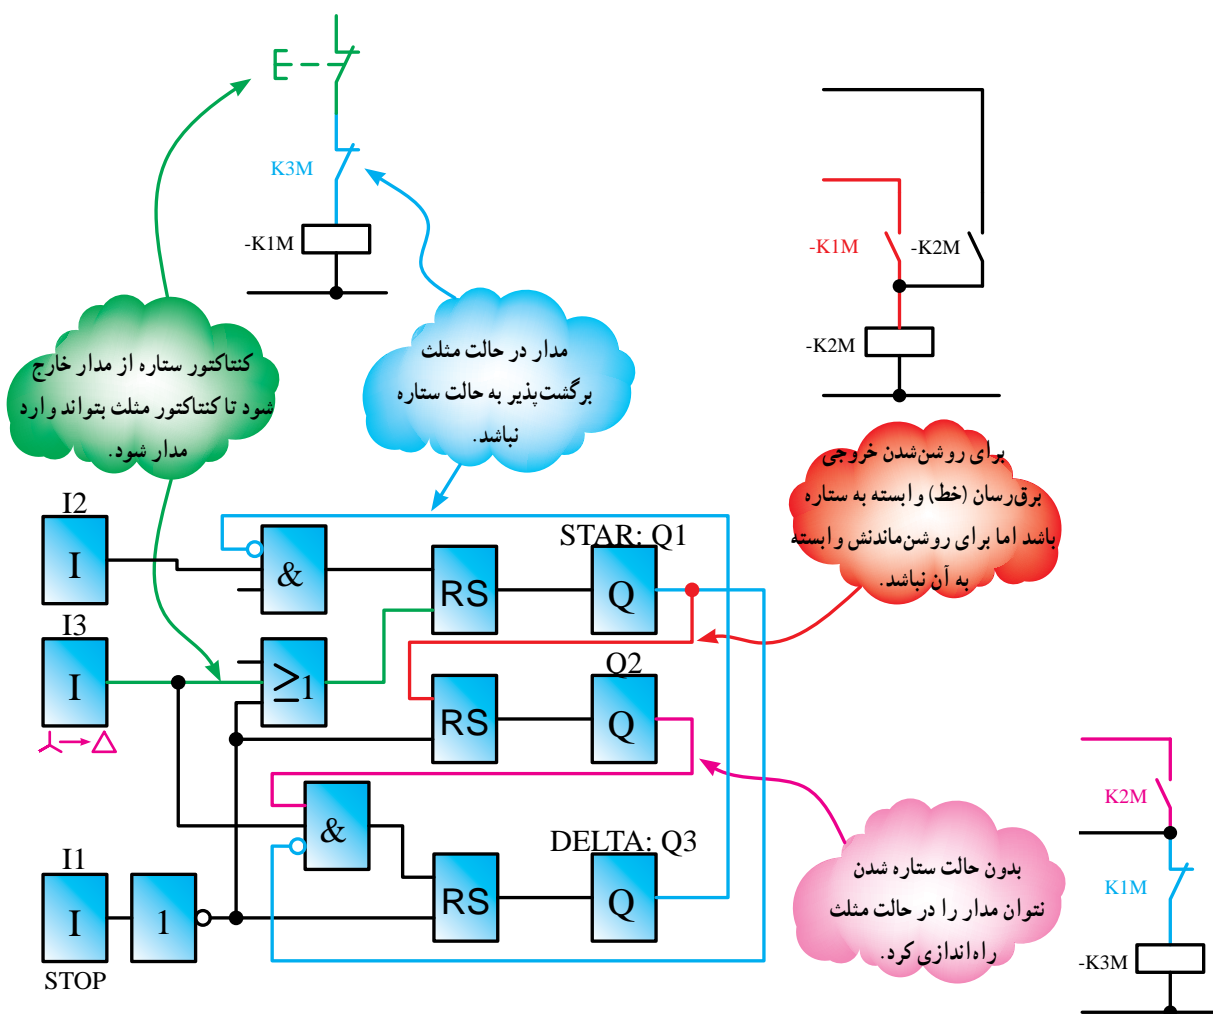 K3M
-K1M
-K1M
-K2M
-K2M
کنتاکتور ستاره از مدار خارج
شود تا کنتاکتور مثلث بتواند وارد
مدار شود.
مدار در حالت مثلث
برگشت‌پذیر به حالت ستاره
نباشد.
برای روشن‌شدن خروجی
برق‌رسان (خط) وابسته به ستاره
باشد اما برای روشن‌ماندنش وابسته
به آن نباشد.
I2
I
&
RS
STAR: Q1
Q
I3
I
≥1
RS
Q2
Q
&
I1
I
STOP
1
RS
DELTA: Q3
Q
بدون حالت ستاره شدن
نتوان مدار را در حالت مثلث
راه‌اندازی کرد.
K2M
K1M
-K3M